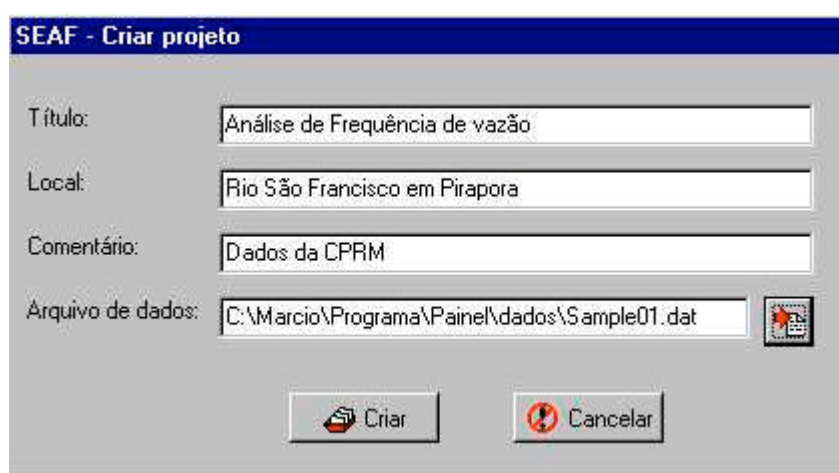 SEAF - Criar projeto
Título: Análise de Frequência de vazão
Local: Rio São Francisco em Pirapora
Comentário: Dados da CPRM
Arquivo de dados: C:\Marcio\Programa\Painel\dados\Sample01.dat
Criar Cancelar